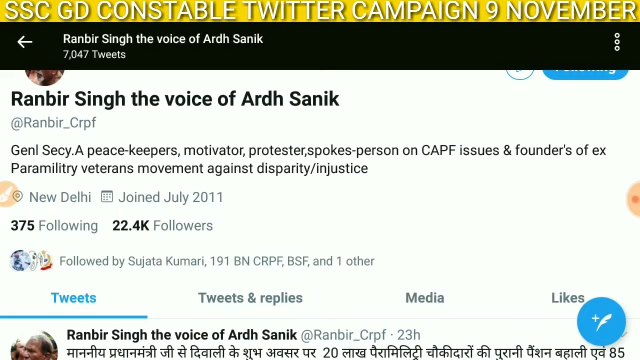 SSC GD CONSTABLE TWITTER CAMPAIGN 9 NOVEMBER
Ranbir Singh the voice of Ardh Sanik
7,047 Tweets
Following
Ranbir Singh the voice of Ardh Sanik
@Ranbir_Crpf
Genl Secy.A peace-keepers, motivator, protester,spokes-person on CAPF issues & founder's of ex
Paramilitry veterans movement against disparity/injustice
New Delhi Joined July 2011
375 Following 22.4K Followers
Followed by Sujata Kumari, 191 BN CRPF, BSF, and 1 other
Tweets Tweets & replies Media Likes
Ranbir Singh the voice of Ardh Sanik @Ranbir_Crpf · 23h
माननीय प्रधानमंत्री जी से दिवाली के शुभ अवसर पर 20 लाख पैरामिलिट्री चौकीदारों की पुरानी पैंशन बहाली एवं 85